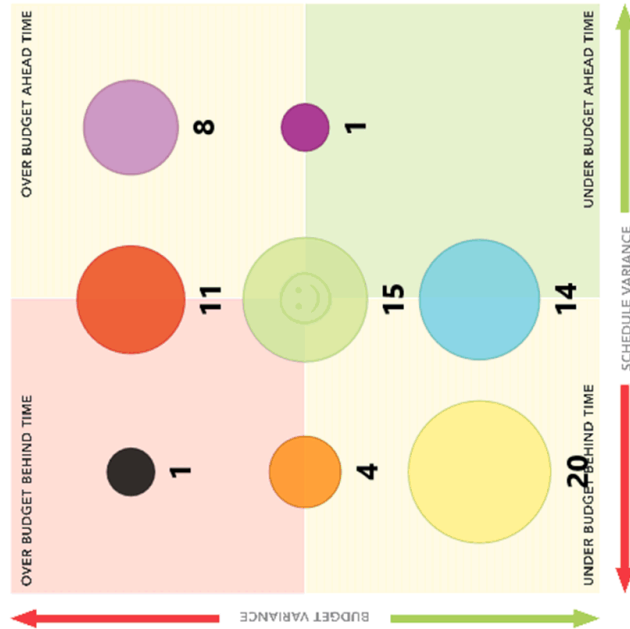 OVER BUDGET AHEAD TIME
UNDER BUDGET AHEAD TIME
8
1
11
15
14
SCHEDULE VARIANCE
OVER BUDGET BEHIND TIME
UNDER BUDGET BEHIND TIME
1
4
20
BUDGET VARIANCE